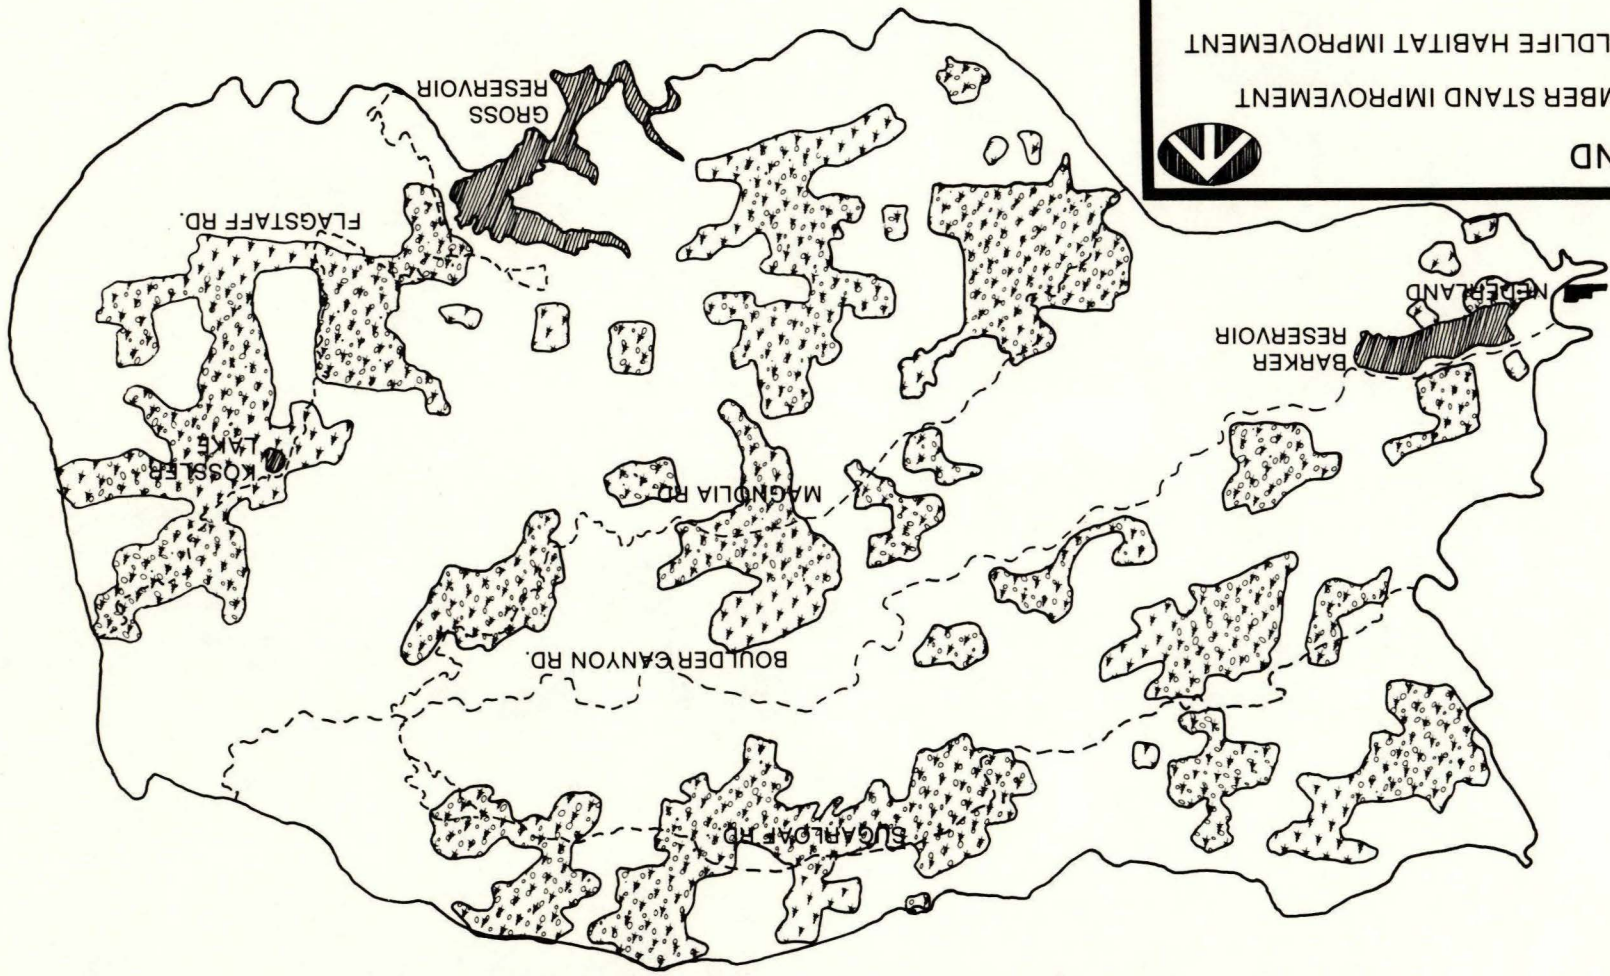 SUGARLOAF RD.
BOULDER CANYON RD.
MAGNOLIA RD.
KOSSLER
LAKE
BARKER
RESERVOIR
NEDERLAND
FLAGSTAFF RD.
GROSS
RESERVOIR
ND
MBER STAND IMPROVEMENT
LDLIFE HABITAT IMPROVEMENT